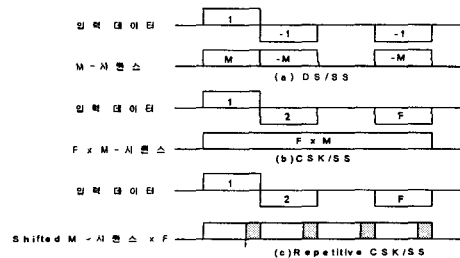 1
입력 데이터
-1
-1
M-시퀀스
M
-M
-M
(a) DS/SS
1
입력 데이터
2
F
F x M-시퀀스
F x M
(b)CSK/SS
1
입력 데이터
2
F
Shifted M-시퀀스 x F
(c)Repetitive CSK/SS